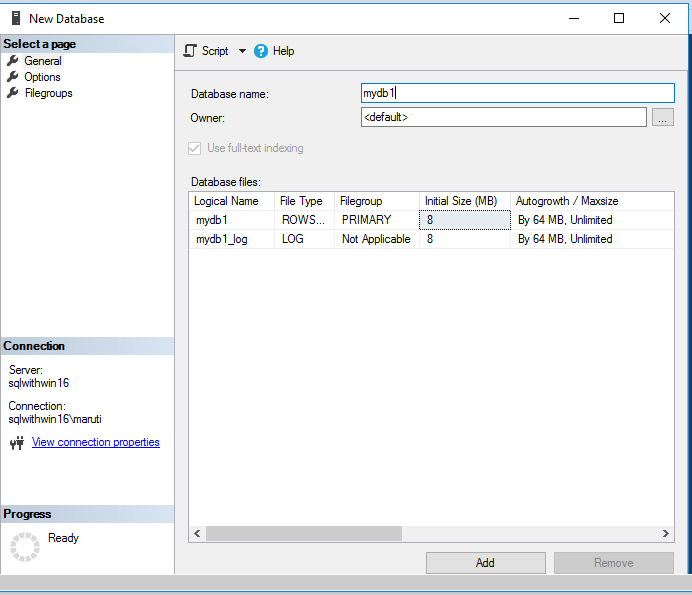 New Database
Select a page
General
Options
Filegroups
Script
Help
Database name:
mydb1
Owner:
<default>
...
Use full-text indexing
Database files:
Logical Name File Type Filegroup Initial Size (MB) Autogrowth / Maxsize
mydb1 ROWS... PRIMARY 8 By 64 MB, Unlimited
mydb1_log LOG Not Applicable 8 By 64 MB, Unlimited
Connection
Server:
sqlwithwin16
Connection:
sqlwithwin16\maruti
View connection properties
Progress
Ready
Add
Remove